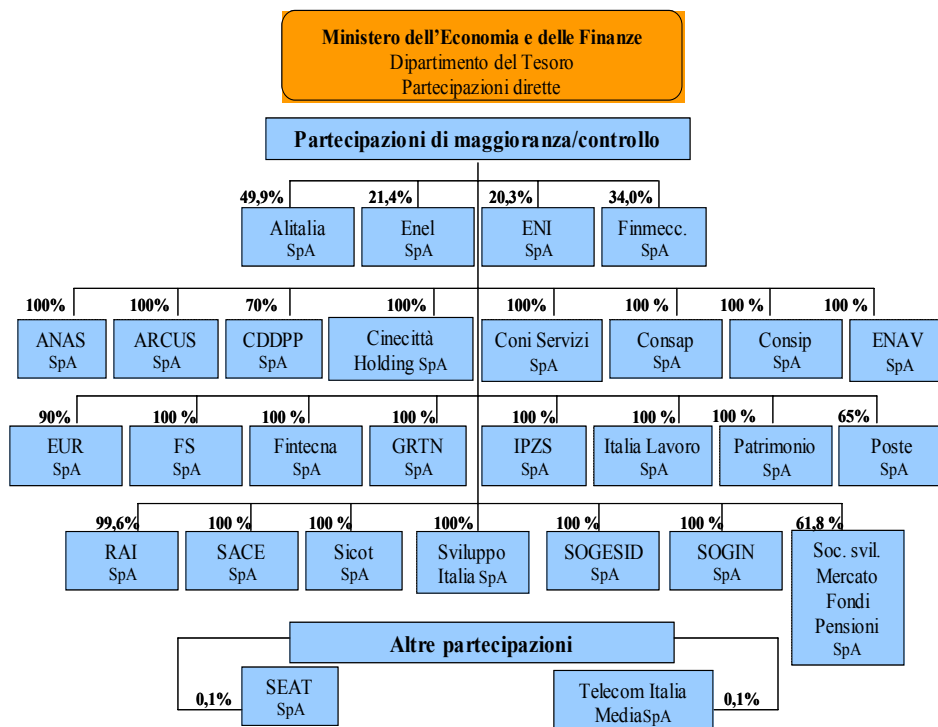 Ministero dell'Economia e delle Finanze
Dipartimento del Tesoro
Partecipazioni dirette
Partecipazioni di maggioranza/controllo
49,9%
Alitalia
SpA
21,4%
Enel
SpA
20,3%
ENI
SpA
34,0%
Finmecc.
SpA
100%
ANAS
SpA
100%
ARCUS
SpA
70%
CDDPP
SpA
100%
Cinecittà
Holding SpA
100%
Coni Servizi
SpA
100 %
Consap
SpA
100 %
Consip
SpA
100 %
ENAV
SpA
90%
EUR
SpA
100 %
FS
SpA
100 %
Fintecna
SpA
100 %
GRTN
SpA
100 %
IPZS
SpA
100 %
Italia Lavoro
SpA
100 %
Patrimonio
SpA
65%
Poste
SpA
99,6%
RAI
SpA
100 %
SACE
SpA
100 %
Sicot
SpA
100%
Sviluppo
Italia SpA
100 %
SOGESID
SpA
100 %
SOGIN
SpA
61,8 %
Soc. svil.
Mercato
Fondi
Pensioni
SpA
Altre partecipazioni
0,1%
SEAT
SpA
Telecom Italia
MediaSpA
0,1%